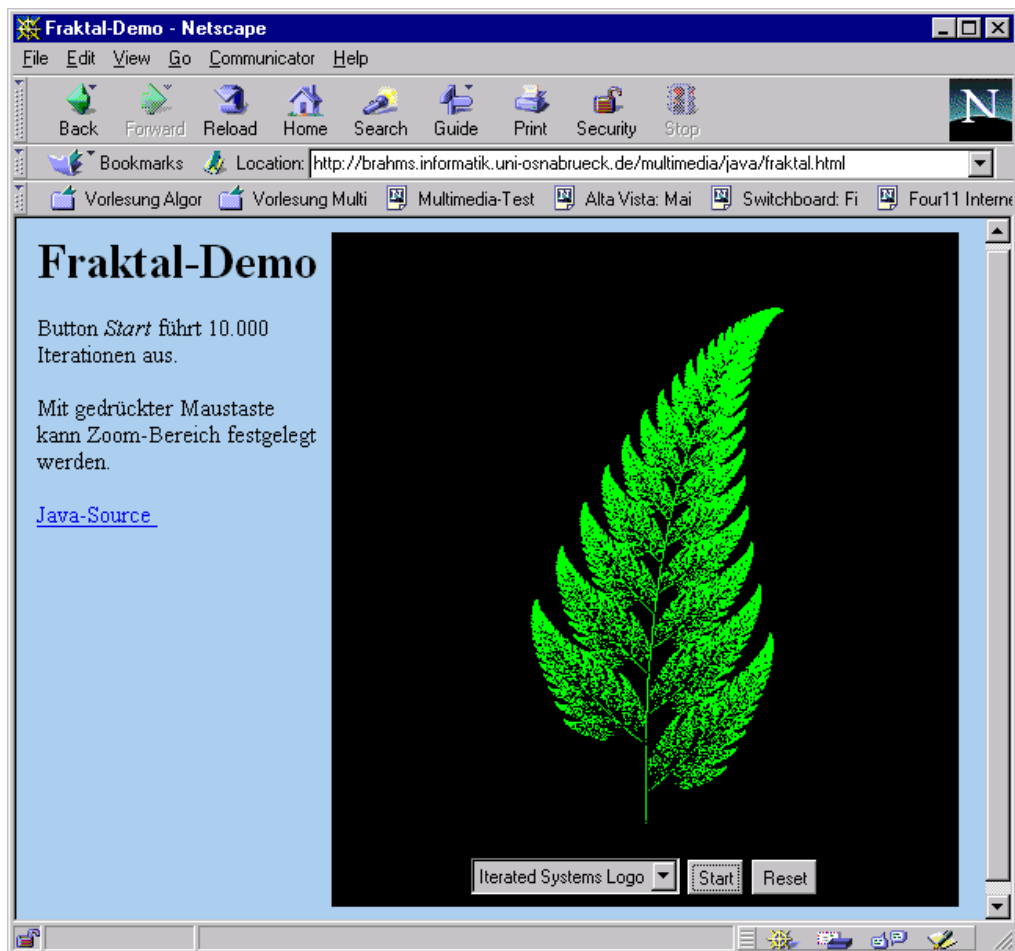 Fraktal-Demo - Netscape
File Edit View Go Communicator Help
Back Forward Reload Home Search Guide Print Security Stop
N
Bookmarks Location: http://brahms.informatik.uni-osnabrueck.de/multimedia/java/fraktal.html
Vorlesung Algor Vorlesung Multi Multimedia-Test Alta Vista: Mai Switchboard: Fi Four11 Interne
Fraktal-Demo
Button Start führt 10.000
Iterationen aus.
Mit gedrückter Maustaste
kann Zoom-Bereich festgelegt
werden.
Java-Source
Iterated Systems Logo Start Reset